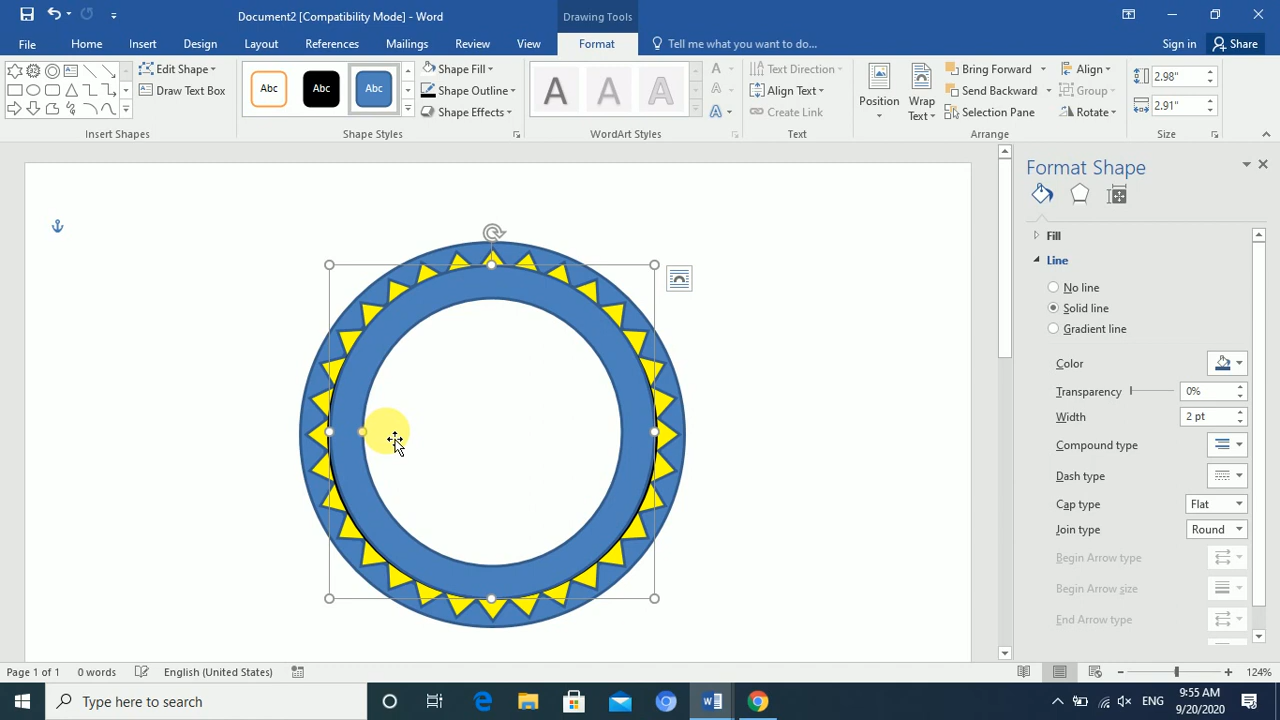 Document2 [Compatibility Mode] - Word
Drawing Tools
File Home Insert Design Layout References Mailings Review View Format Tell me what you want to do... Sign in Share
Edit Shape
Draw Text Box
Insert Shapes
Abc Abc Abc
Shape Fill
Shape Outline
Shape Effects
Shape Styles
A A A
WordArt Styles
Text Direction
Align Text
Create Link
Text
Position
Wrap
Text
Bring Forward
Send Backward
Selection Pane
Align
Group
Rotate
Arrange
2.98"
2.91"
Size
Format Shape
Fill
Line
No line
Solid line
Gradient line
Color
Transparency 0%
Width 2 pt
Compound type
Dash type
Cap type Flat
Join type Round
Begin Arrow type
Begin Arrow size
End Arrow type
Page 1 of 1 0 words English (United States) 124%
Type here to search
ENG
9:55 AM
9/20/2020